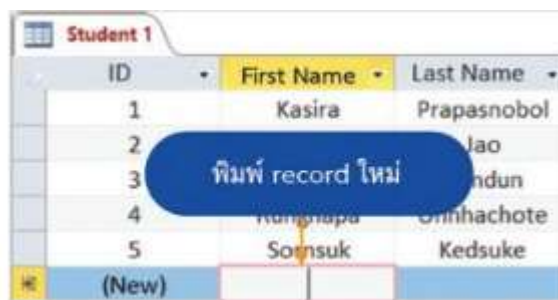 Student 1
ID First Name Last Name
1 Kasira Prapasnobol
2 Jao
3
4
5 Somsuk Kedsuke
(New)
พิมพ์ record ใหม่